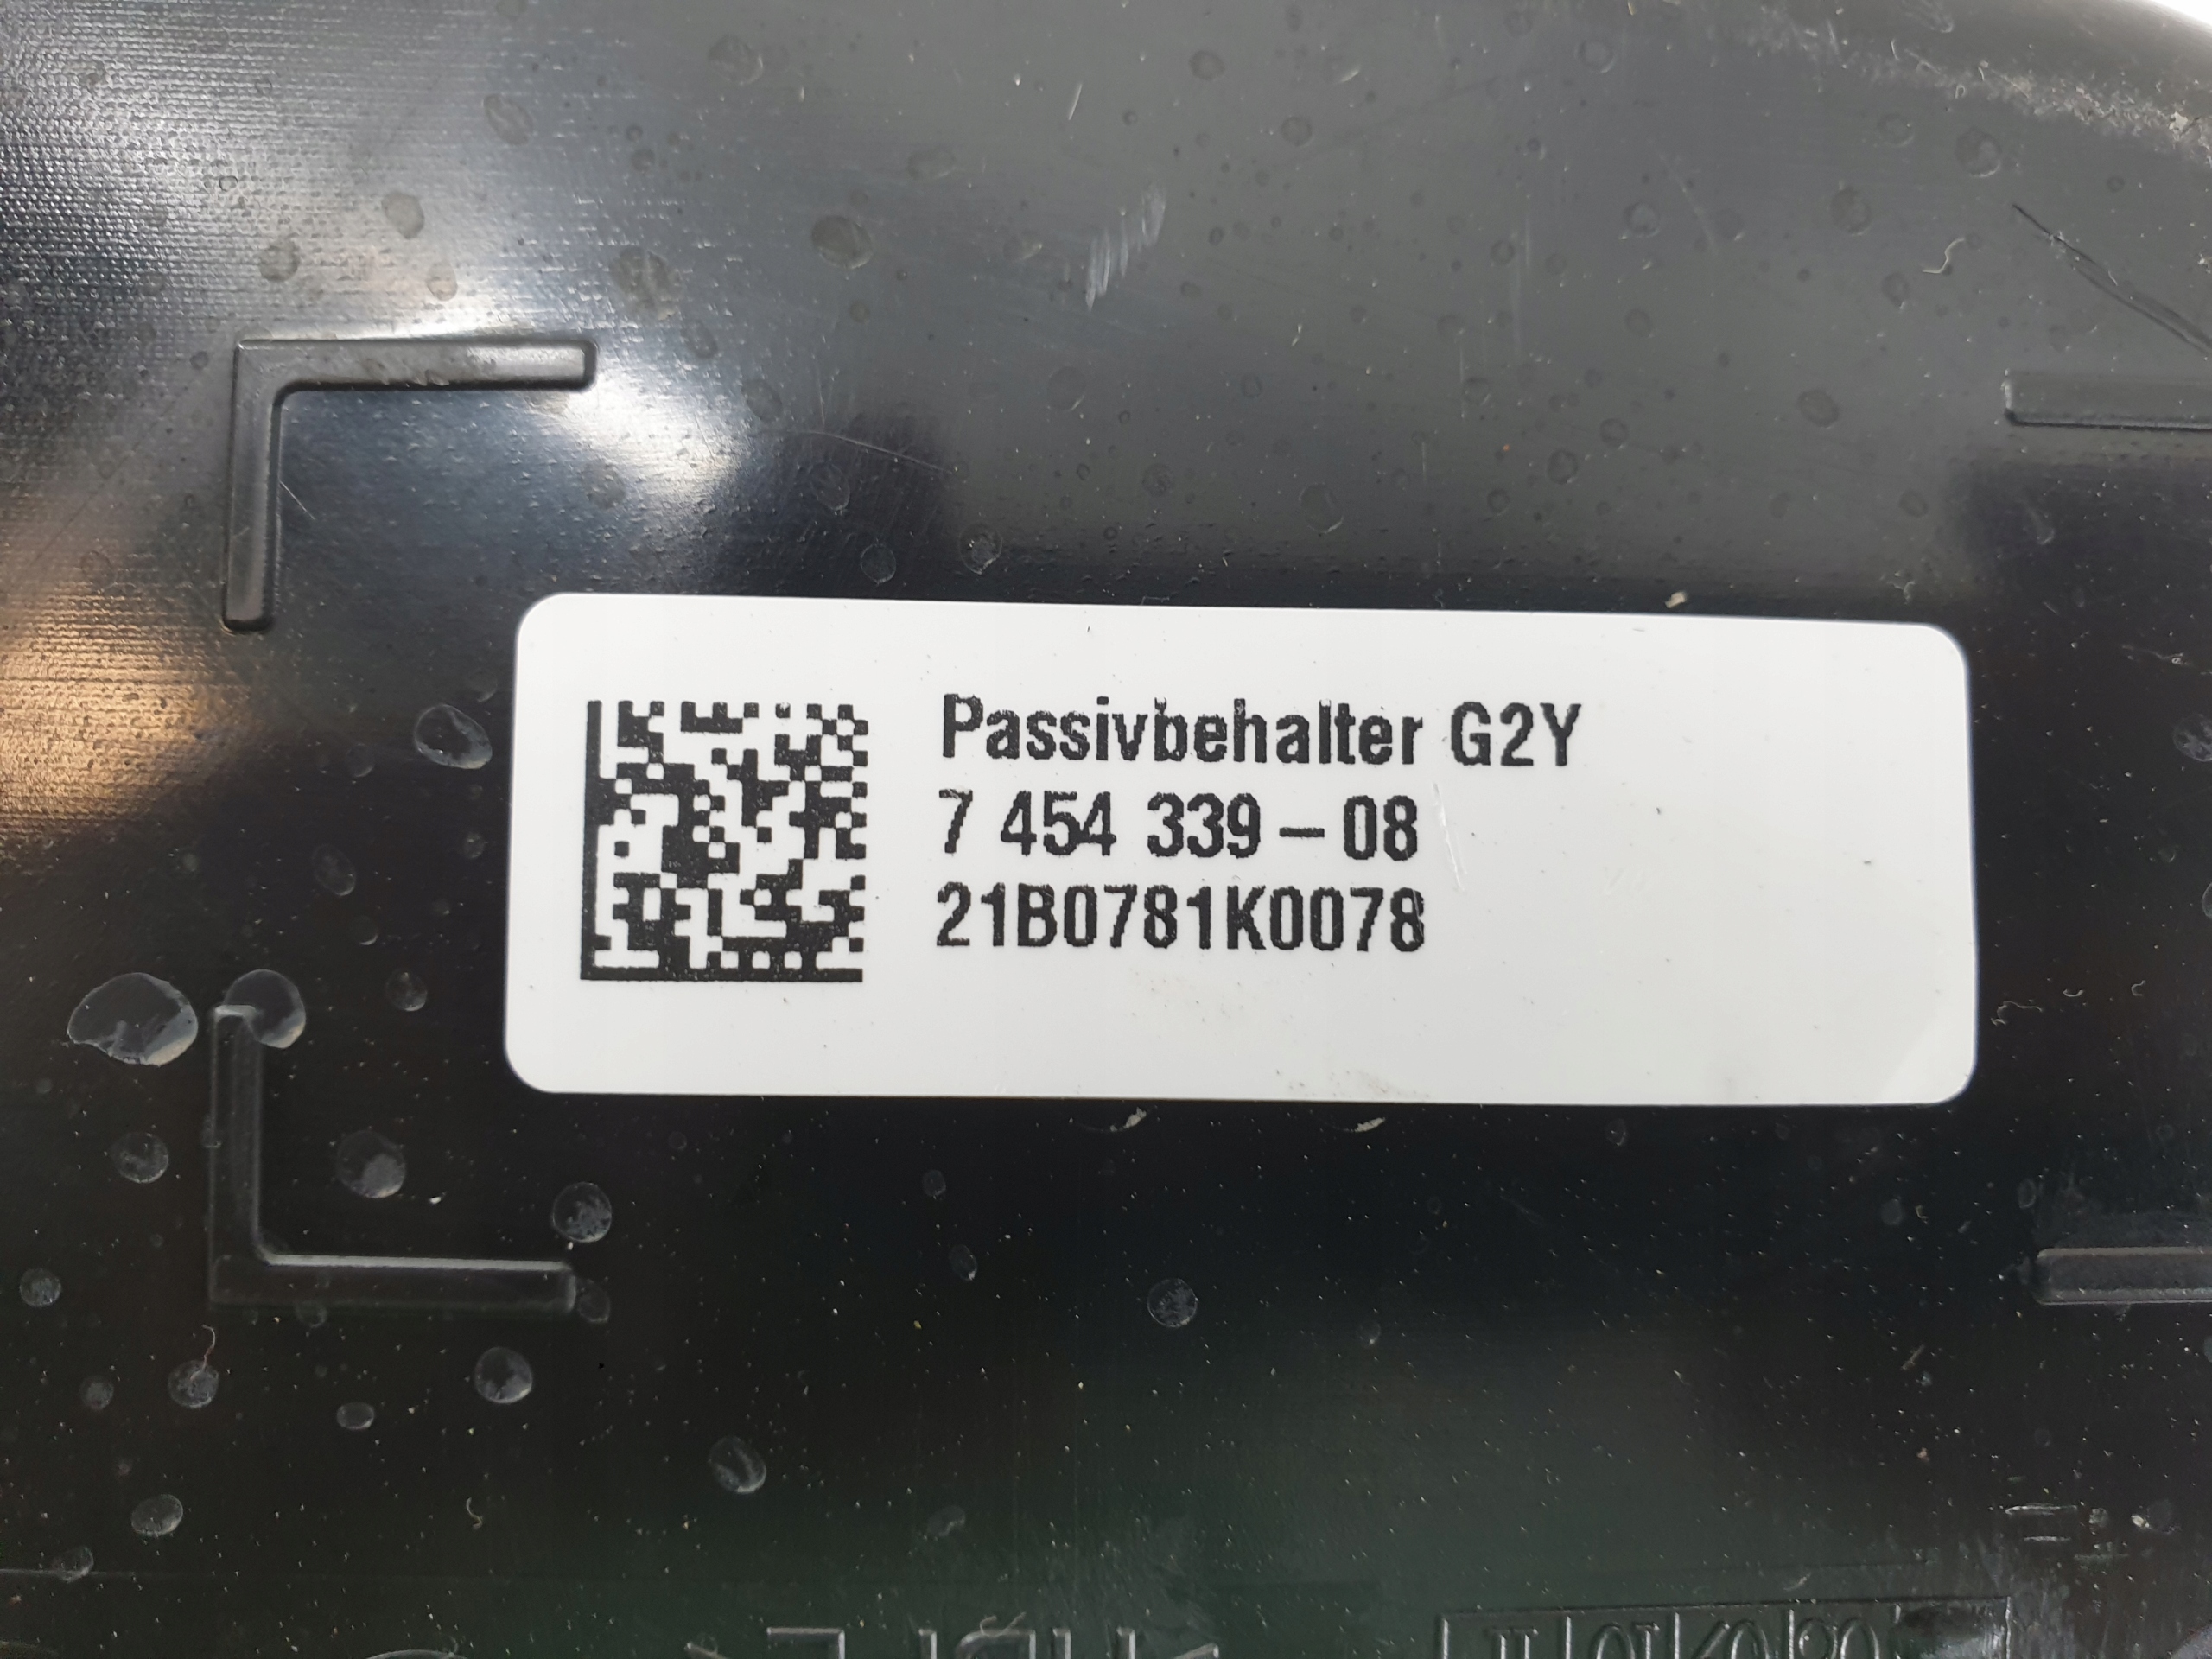 Passivbehalter G2Y
7 454 339-08
21B0781K0078